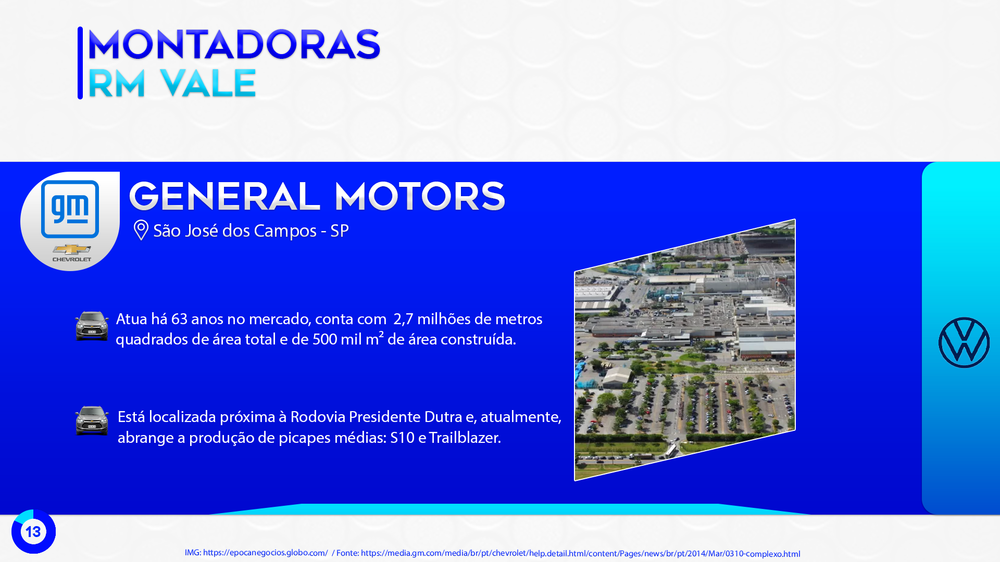 MONTADORAS
RM VALE
gm
CHEVROLET
GENERAL MOTORS
São José dos Campos - SP
Atua há 63 anos no mercado, conta com 2,7 milhões de metros
quadrados de área total e de 500 mil m² de área construída.
Está localizada próxima à Rodovia Presidente Dutra e, atualmente,
abrange a produção de picapes médias: S10 e Trailblazer.
13
IMG: https://epocanegocios.globo.com/ / Fonte: https://media.gm.com/media/br/pt/chevrolet/help.detail.html/content/Pages/news/br/pt/2014/Mar/0310-complexo.html